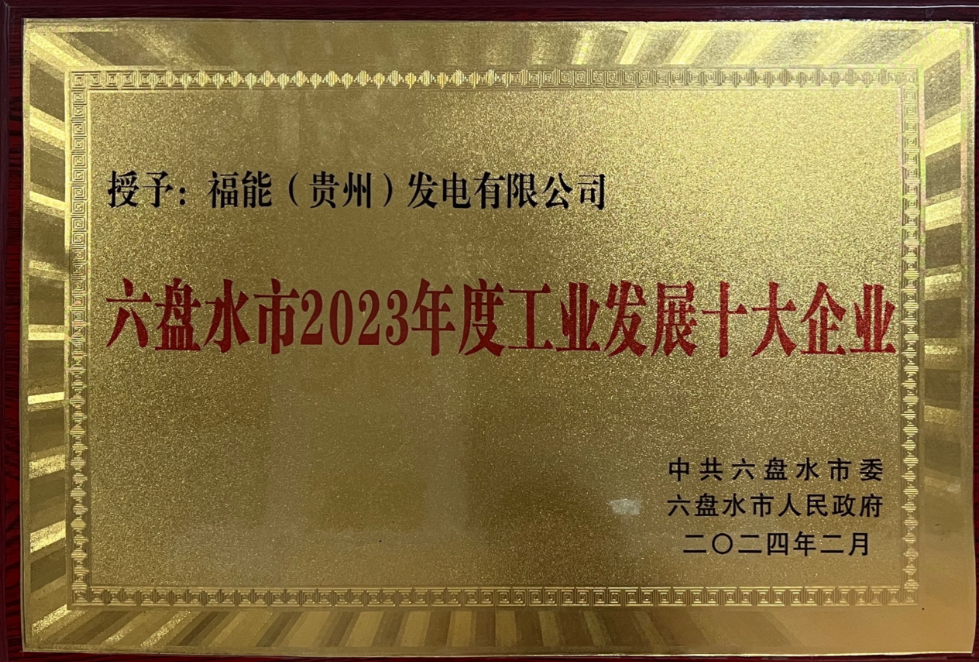 授予：福能（贵州）发电有限公司
六盘水市2023年度工业发展十大企业
中共六盘水市委
六盘水市人民政府
二〇二四年二月